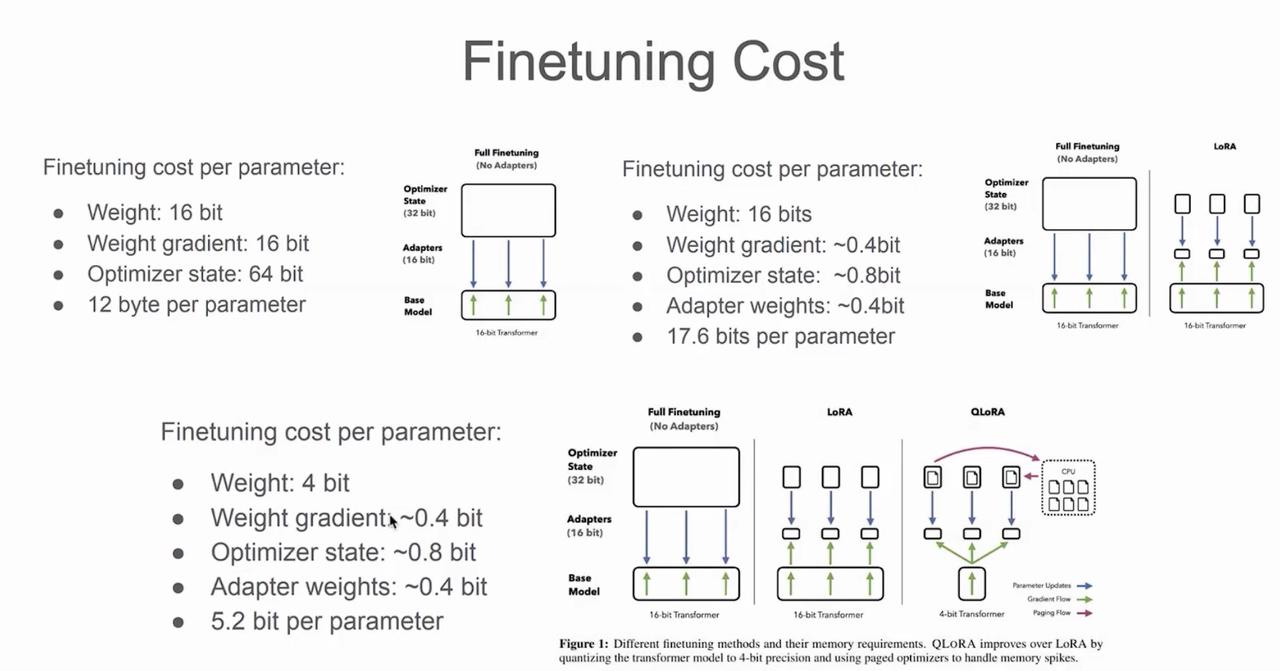 Finetuning Cost
Finetuning cost per parameter:
● Weight: 16 bit
● Weight gradient: 16 bit
● Optimizer state: 64 bit
● 12 byte per parameter
Full Finetuning
(No Adapters)
Optimizer
State
(32 bit)
Adapters
(16 bit)
Base
Model
16-bit Transformer
Finetuning cost per parameter:
● Weight: 16 bits
● Weight gradient: ~0.4bit
● Optimizer state: ~0.8bit
● Adapter weights: ~0.4bit
● 17.6 bits per parameter
Full Finetuning
(No Adapters)
LoRA
Optimizer
State
(32 bit)
Adapters
(16 bit)
Base
Model
16-bit Transformer
16-bit Transformer
Finetuning cost per parameter:
● Weight: 4 bit
● Weight gradient: ~0.4 bit
● Optimizer state: ~0.8 bit
● Adapter weights: ~0.4 bit
● 5.2 bit per parameter
Full Finetuning
(No Adapters)
LoRA
QLoRA
Optimizer
State
(32 bit)
CPU
Adapters
(16 bit)
Base
Model
Parameter Updates
Gradient Flow
Paging Flow
16-bit Transformer
16-bit Transformer
4-bit Transformer
Figure 1: Different finetuning methods and their memory requirements. QLORA improves over LoRA by
quantizing the transformer model to 4-bit precision and using paged optimizers to handle memory spikes.